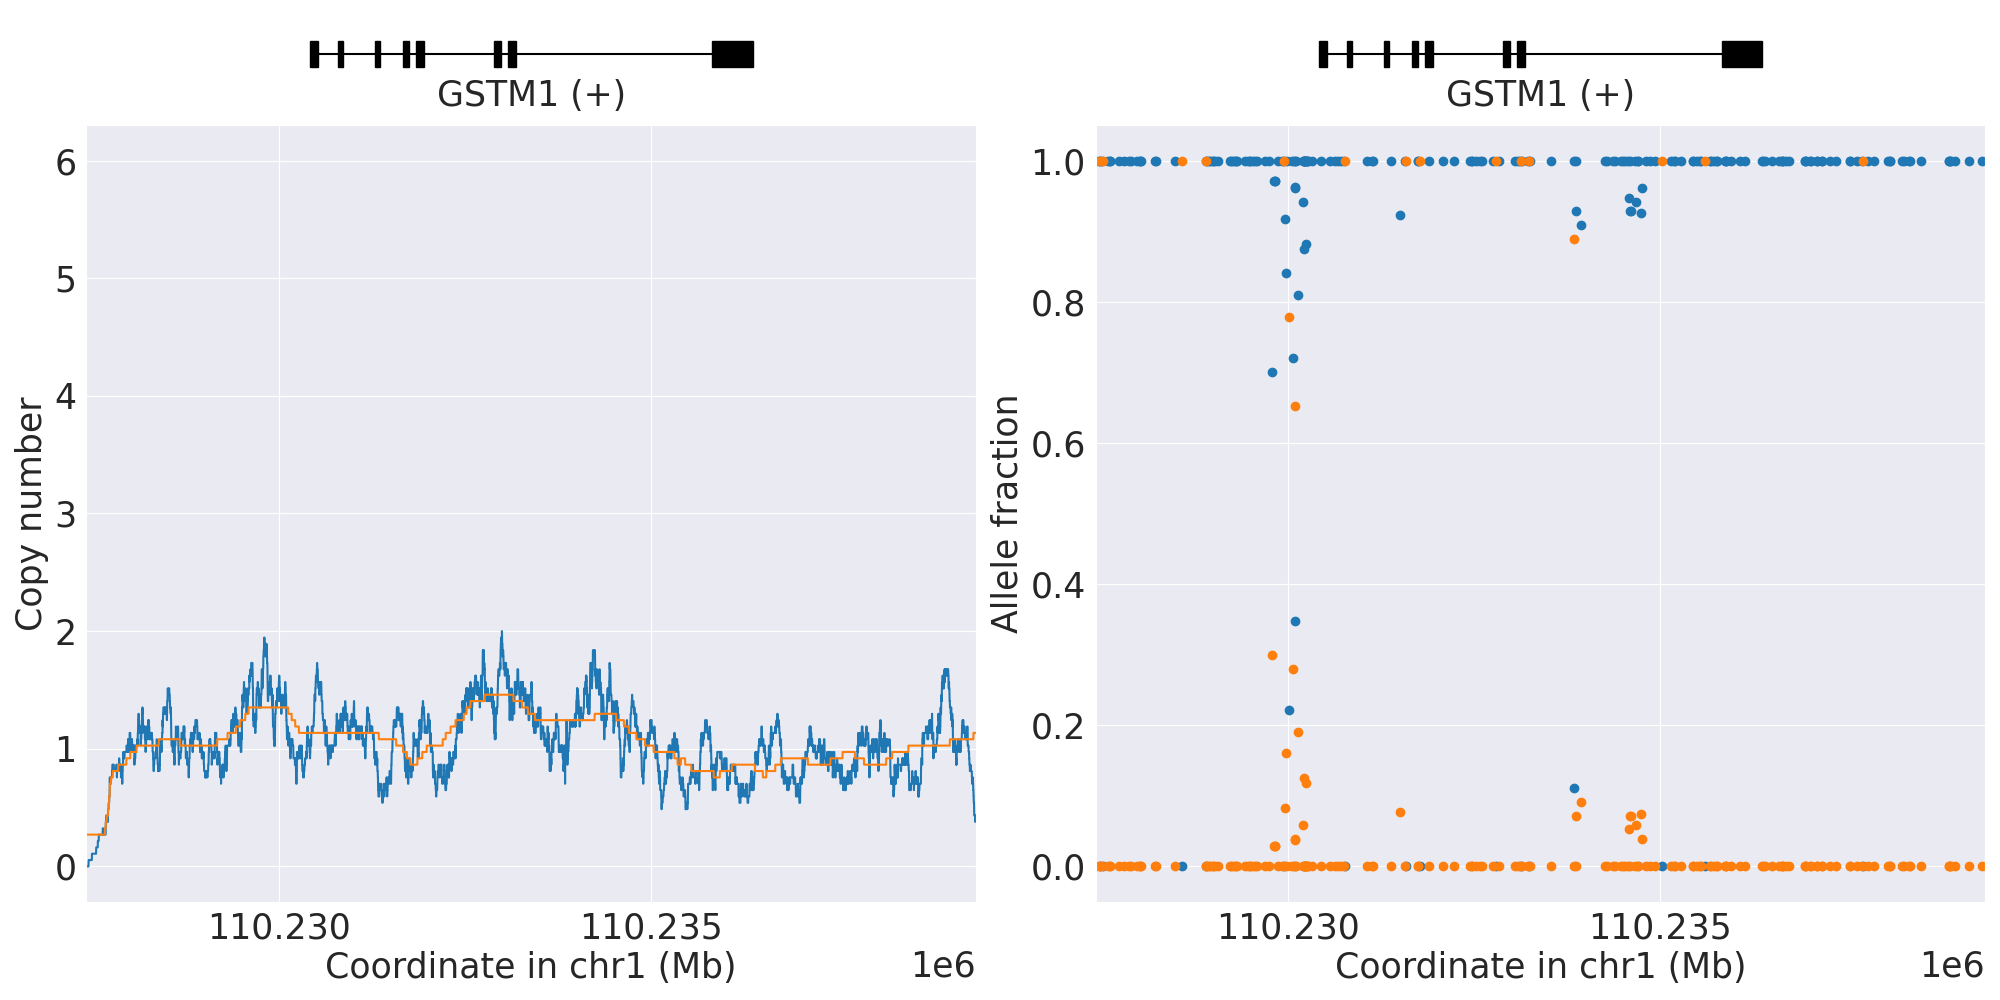 GSTM1 (+)
6
5
4
3
2
1
0
Copy number
110.230
110.235
Coordinate in chr1 (Mb)
1e6
GSTM1 (+)
1.0
0.8
0.6
0.4
0.2
0.0
Allele fraction
110.230
110.235
Coordinate in chr1 (Mb)
1e6